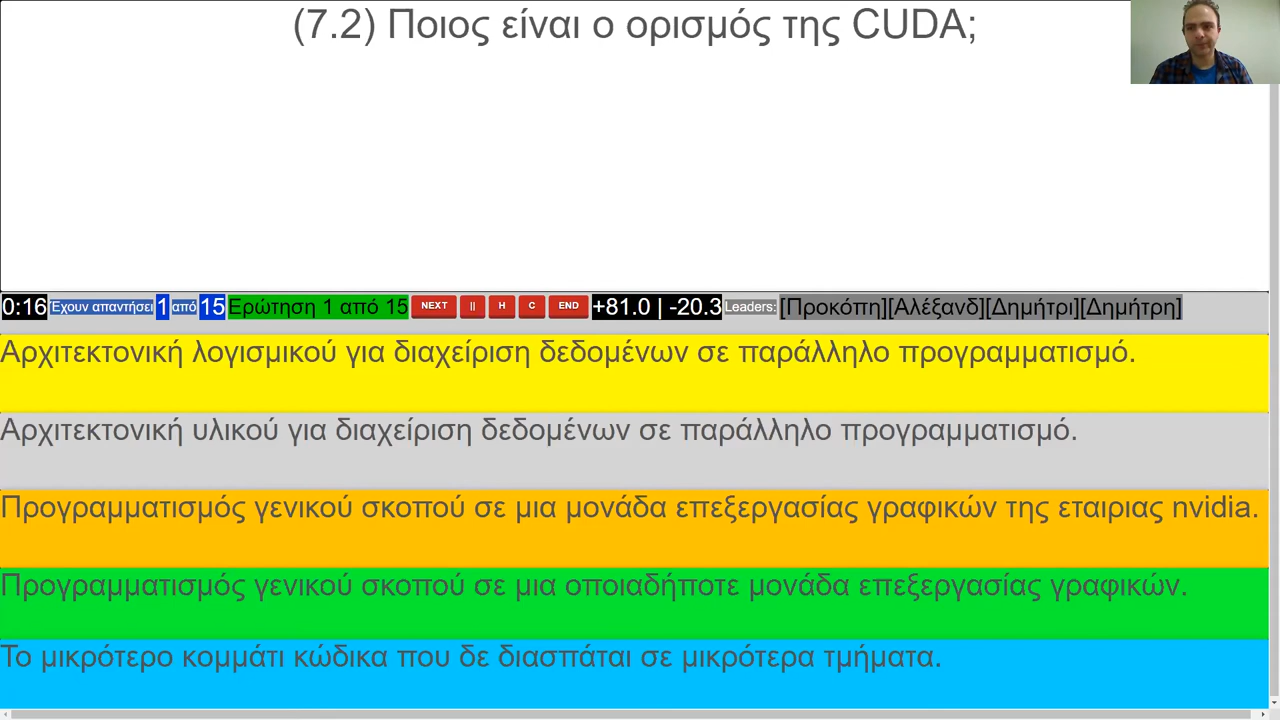 (7.2) Ποιος είναι ο ορισμός της CUDA;
0:16 Έχουν απαντήσει 1 από 15 Ερώτηση 1 από 15 NEXT || H C END +81.0 | -20.3 Leaders: [Προκόπη][Αλέξανδ][Δημήτρι][Δημήτρη]
Αρχιτεκτονική λογισμικού για διαχείριση δεδομένων σε παράλληλο προγραμματισμό.
Αρχιτεκτονική υλικού για διαχείριση δεδομένων σε παράλληλο προγραμματισμό.
Προγραμματισμός γενικού σκοπού σε μια μονάδα επεξεργασίας γραφικών της εταιριας nvidia.
Προγραμματισμός γενικού σκοπού σε μια οποιαδήποτε μονάδα επεξεργασίας γραφικών.
Το μικρότερο κομμάτι κώδικα που δε διασπάται σε μικρότερα τμήματα.